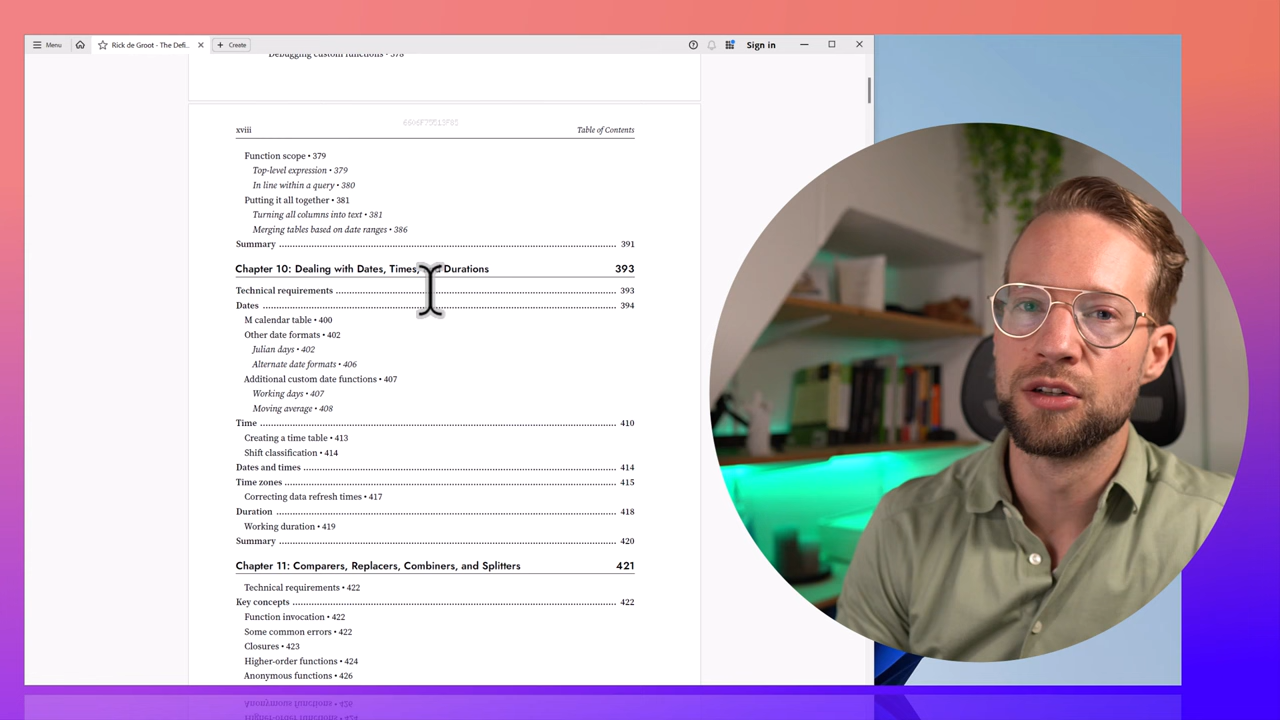 Menu
Rick de Groot - The Defi...
Create
Sign in
Debugging custom functions • 378
xviii Table of Contents
Function scope • 379
Top-level expression • 379
In line within a query • 380
Putting it all together • 381
Turning all columns into text • 381
Merging tables based on date ranges • 386
Summary 391
Chapter 10: Dealing with Dates, Times, Durations 393
Technical requirements 393
Dates 394
M calendar table • 400
Other date formats • 402
Julian days • 402
Alternate date formats • 406
Additional custom date functions • 407
Working days • 407
Moving average • 408
Time 410
Creating a time table • 413
Shift classification • 414
Dates and times 414
Time zones 415
Correcting data refresh times • 417
Duration 418
Working duration • 419
Summary 420
Chapter 11: Comparers, Replacers, Combiners, and Splitters 421
Technical requirements • 422
Key concepts 422
Function invocation • 422
Some common errors • 422
Closures • 423
Higher-order functions • 424
Anonymous functions • 426